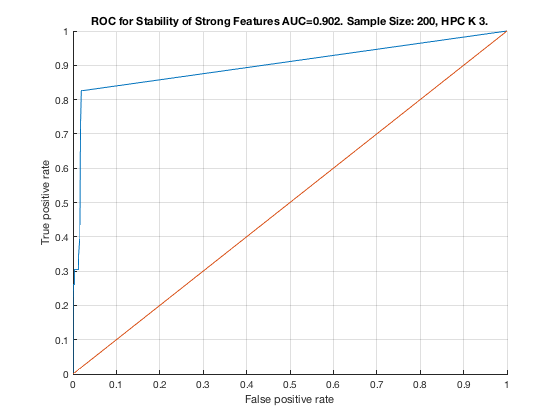 ROC for Stability of Strong Features AUC=0.902. Sample Size: 200, HPC K 3.
1
0.9
0.8
0.7
0.6
0.5
0.4
0.3
0.2
0.1
0
True positive rate
0 0.1 0.2 0.3 0.4 0.5 0.6 0.7 0.8 0.9 1
False positive rate